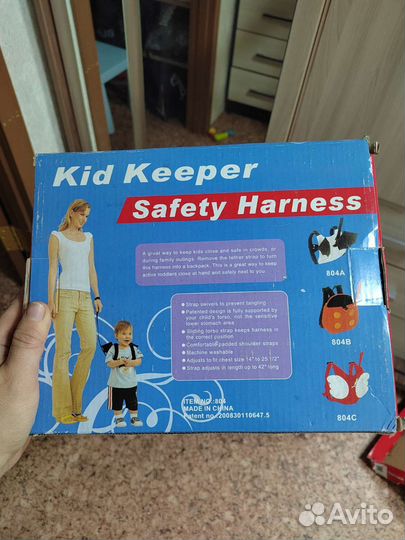 Kid Keeper
Safety Harness
A great way to keep kids close and safe in crowds, or
during family outings. Remove the tether strap to turn
this harness into a backpack. This is a great way to keep
active toddlers close at hand and safely next to you.
804A
Strap swivers to prevent tangling
Patented design is fully supported by
your child's torso, not the sensitive
lower stomach area
Sliding torso strap keeps harness in
the correct position
Comfortable padded shoulder straps
Machine washable
Adjusts to fit chest size 14" to 25 1/2"
Strap adjusts in length up to 42" long
804B
804C
ITEM NO.:804
MADE IN CHINA
Patent no.:200830110647.5
Avito